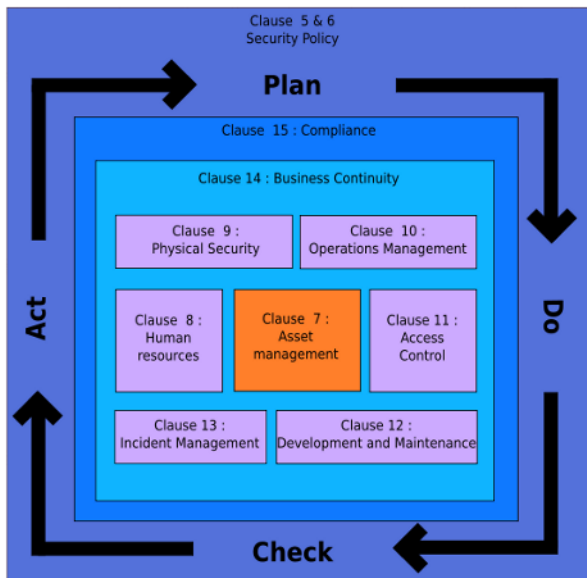 Clause 5 & 6
Security Policy
Plan
Clause 15 : Compliance
Clause 14 : Business Continuity
Clause 9 :
Physical Security
Clause 10 :
Operations Management
Act
Clause 8 :
Human
resources
Clause 7 :
Asset
management
Clause 11 :
Access
Control
Do
Clause 13 :
Incident Management
Clause 12 :
Development and Maintenance
Check